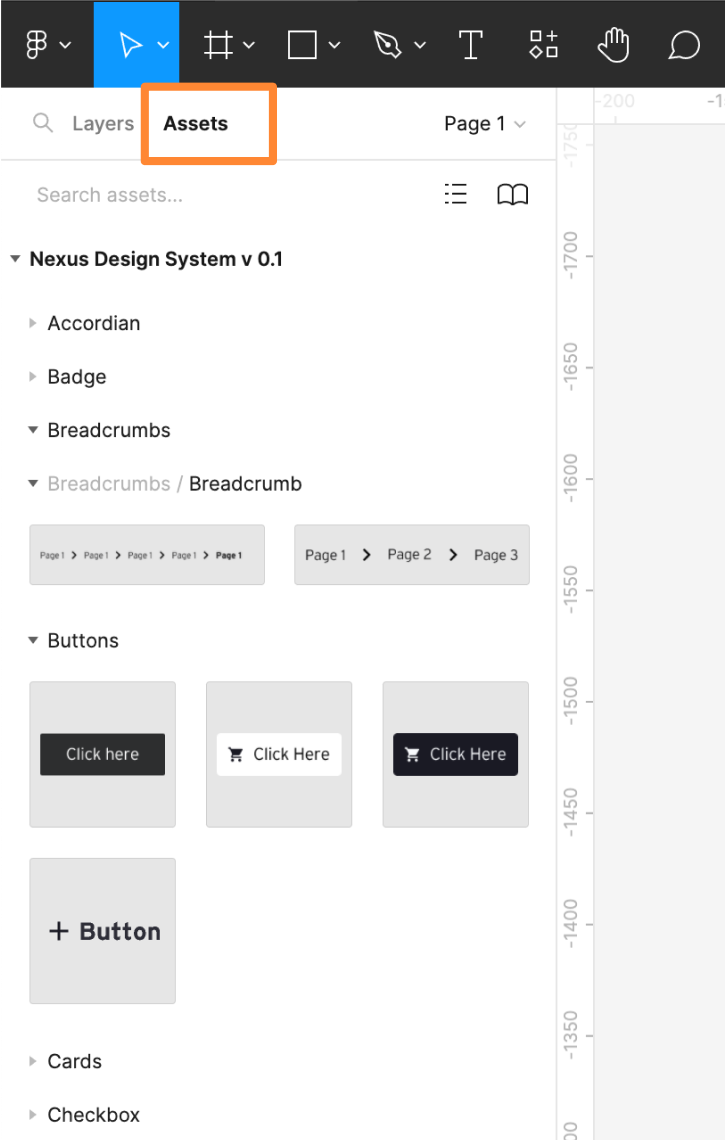 Layers Assets Page 1
Search assets...
Nexus Design System v 0.1
Accordian
Badge
Breadcrumbs
Breadcrumbs / Breadcrumb
Page 1 Page 1 Page 1 Page 1 Page 1
Page 1 Page 2 Page 3
Buttons
Click here
Click Here
Click Here
+ Button
Cards
Checkbox
-200 -1
-1750
-1700
-1650
-1600
-1550
-1500
-1450
-1400
-1350
00